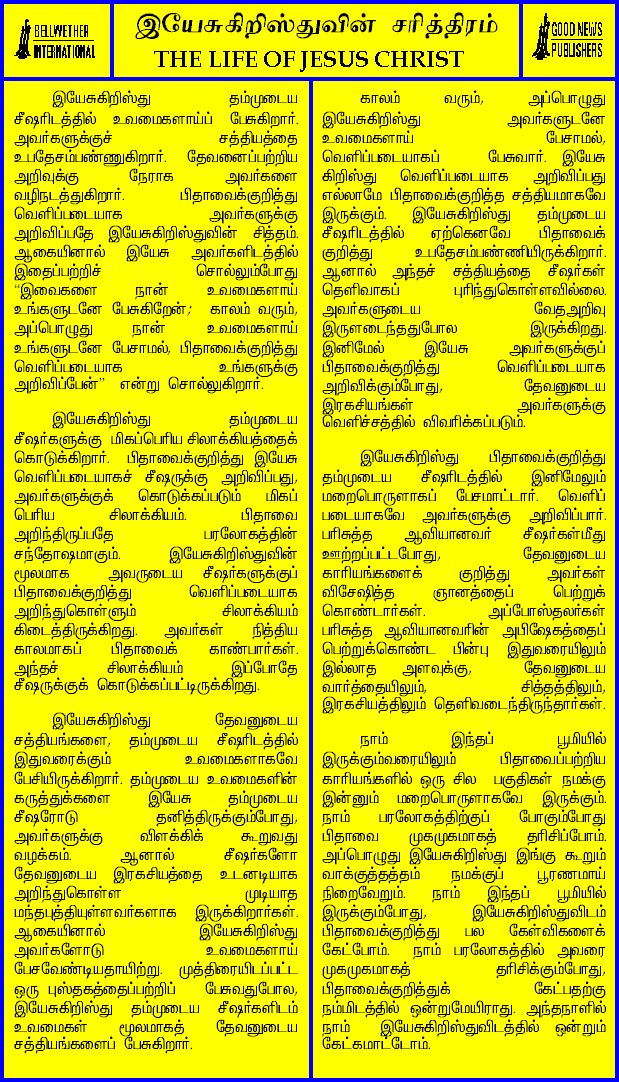 BELLWETHER
INTERNATIONAL
இயேசுகிறிஸ்துவின் சரித்திரம்
THE LIFE OF JESUS CHRIST
GOOD NEWS
PUBLISHERS
இயேசுகிறிஸ்து தம்முடைய
சீஷரிடத்தில் உவமைகளாய்ப் பேசுகிறார்.
அவர்களுக்குச் சத்தியத்தை
உபதேசம்பண்ணுகிறார். தேவனைப்பற்றிய
அறிவுக்கு நேராக அவர்களை
வழிநடத்துகிறார். பிதாவைக்குறித்து
வெளிப்படையாக அவர்களுக்கு
அறிவிப்பதே இயேசுகிறிஸ்துவின் சித்தம்.
ஆகையினால் இயேசு அவர்களிடத்தில்
இதைப்பற்றிச் சொல்லும்போது
“இவைகளை நான் உவமைகளாய்
உங்களுடனே பேசுகிறேன்; காலம் வரும்,
அப்பொழுது நான் உவமைகளாய்
உங்களுடனே பேசாமல், பிதாவைக்குறித்து
வெளிப்படையாக உங்களுக்கு
அறிவிப்பேன்” என்று சொல்லுகிறார்.
இயேசுகிறிஸ்து தம்முடைய
சீஷர்களுக்கு மிகப்பெரிய சிலாக்கியத்தைக்
கொடுக்கிறார். பிதாவைக்குறித்து இயேசு
வெளிப்படையாகச் சீஷருக்கு அறிவிப்பது,
அவர்களுக்குக் கொடுக்கப்படும் மிகப்
பெரிய சிலாக்கியம். பிதாவை
அறிந்திருப்பதே பரலோகத்தின்
சந்தோஷமாகும். இயேசுகிறிஸ்துவின்
மூலமாக அவருடைய சீஷர்களுக்குப்
பிதாவைக்குறித்து வெளிப்படையாக
அறிந்துகொள்ளும் சிலாக்கியம்
கிடைத்திருக்கிறது. அவர்கள் நித்திய
காலமாகப் பிதாவைக் காண்பார்கள்.
அந்தச் சிலாக்கியம் இப்போதே
சீஷருக்குக் கொடுக்கப்பட்டிருக்கிறது.
இயேசுகிறிஸ்து தேவனுடைய
சத்தியங்களை, தம்முடைய சீஷரிடத்தில்
இதுவரைக்கும் உவமைகளாகவே
பேசியிருக்கிறார். தம்முடைய உவமைகளின்
கருத்துக்களை இயேசு தம்முடைய
சீஷரோடு தனித்திருக்கும்போது,
அவர்களுக்கு விளக்கிக் கூறுவது
வழக்கம். ஆனால் சீஷர்களோ
தேவனுடைய இரகசியத்தை உடனடியாக
அறிந்துகொள்ள முடியாத
மந்தபுத்தியுள்ளவர்களாக இருக்கிறார்கள்.
ஆகையினால் இயேசுகிறிஸ்து
அவர்களோடு உவமைகளாய்
பேசவேண்டியதாயிற்று. முத்திரையிடப்பட்ட
ஒரு புஸ்தகத்தைப்பற்றிப் பேசுவதுபோல,
இயேசுகிறிஸ்து தம்முடைய சீஷர்களிடம்
உவமைகள் மூலமாகத் தேவனுடைய
சத்தியங்களைப் பேசுகிறார்.
காலம் வரும், அப்பொழுது
இயேசுகிறிஸ்து அவர்களுடனே
உவமைகளாய் பேசாமல்,
வெளிப்படையாகப் பேசுவார். இயேசு
கிறிஸ்து வெளிப்படையாக அறிவிப்பது
எல்லாமே பிதாவைக்குறித்த சத்தியமாகவே
இருக்கும். இயேசுகிறிஸ்து தம்முடைய
சீஷரிடத்தில் ஏற்கெனவே பிதாவைக்
குறித்து உபதேசம்பண்ணியிருக்கிறார்.
ஆனால் அந்தச் சத்தியத்தை சீஷர்கள்
தெளிவாகப் புரிந்துகொள்ளவில்லை.
அவர்களுடைய வேதஅறிவு
இருளடைந்ததுபோல இருக்கிறது.
இனிமேல் இயேசு அவர்களுக்குப்
பிதாவைக்குறித்து வெளிப்படையாக
அறிவிக்கும்போது, தேவனுடைய
இரகசியங்கள் அவர்களுக்கு
வெளிச்சத்தில் விவரிக்கப்படும்.
இயேசுகிறிஸ்து பிதாவைக்குறித்து
தம்முடைய சீஷரிடத்தில் இனிமேலும்
மறைபொருளாகப் பேசமாட்டார். வெளிப்
படையாகவே அவர்களுக்கு அறிவிப்பார்.
பரிசுத்த ஆவியானவர் சீஷர்கள்மீது
ஊற்றப்பட்டபோது, தேவனுடைய
காரியங்களைக் குறித்து அவர்கள்
விசேஷித்த ஞானத்தைப் பெற்றுக்
கொண்டார்கள். அப்போஸ்தலர்கள்
பரிசுத்த ஆவியானவரின் அபிஷேகத்தைப்
பெற்றுக்கொண்ட பின்பு இதுவரையிலும்
இல்லாத அளவுக்கு, தேவனுடைய
வார்த்தையிலும், சித்தத்திலும்,
இரகசியத்திலும் தெளிவடைந்திருந்தார்கள்.
நாம் இந்தப் பூமியில்
இருக்கும்வரையிலும் பிதாவைப்பற்றிய
காரியங்களில் ஒரு சில பகுதிகள் நமக்கு
இன்னும் மறைபொருளாகவே இருக்கும்.
நாம் பரலோகத்திற்குப் போகும்போது
பிதாவை முகமுகமாகத் தரிசிப்போம்.
அப்பொழுது இயேசுகிறிஸ்து இங்கு கூறும்
வாக்குத்தத்தம் நமக்குப் பூரணமாய்
நிறைவேறும். நாம் இந்தப் பூமியில்
இருக்கும்போது, இயேசுகிறிஸ்துவிடம்
பிதாவைக்குறித்து பல கேள்விகளைக்
கேட்போம். நாம் பரலோகத்தில் அவரை
முகமுகமாகத் தரிசிக்கும்போது,
பிதாவைக்குறித்துக் கேட்பதற்கு
நம்மிடத்தில் ஒன்றுமேயிராது. அந்தநாளில்
நாம் இயேசுகிறிஸ்துவிடத்தில் ஒன்றும்
கேட்கமாட்டோம்.